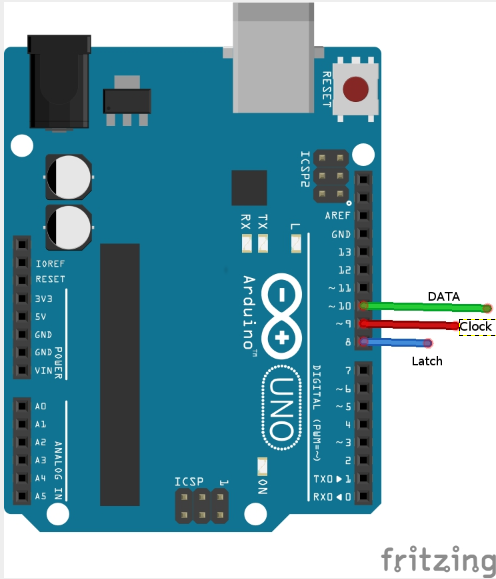 RESET
ICSP2
AREF
GND
13
12
~11
~10
~9
8
DATA
Clock
Latch
RX
TX
L
Arduino™
UNO
DIGITAL (PWM=~)
IOREF
RESET
3V3
5V
GND
GND
VIN
POWER
7
~6
~5
4
~3
2
TX0▶1
RX0◀0
A0
A1
A2
A3
A4
A5
ANALOG IN
ICSP
1
ON
fritzing